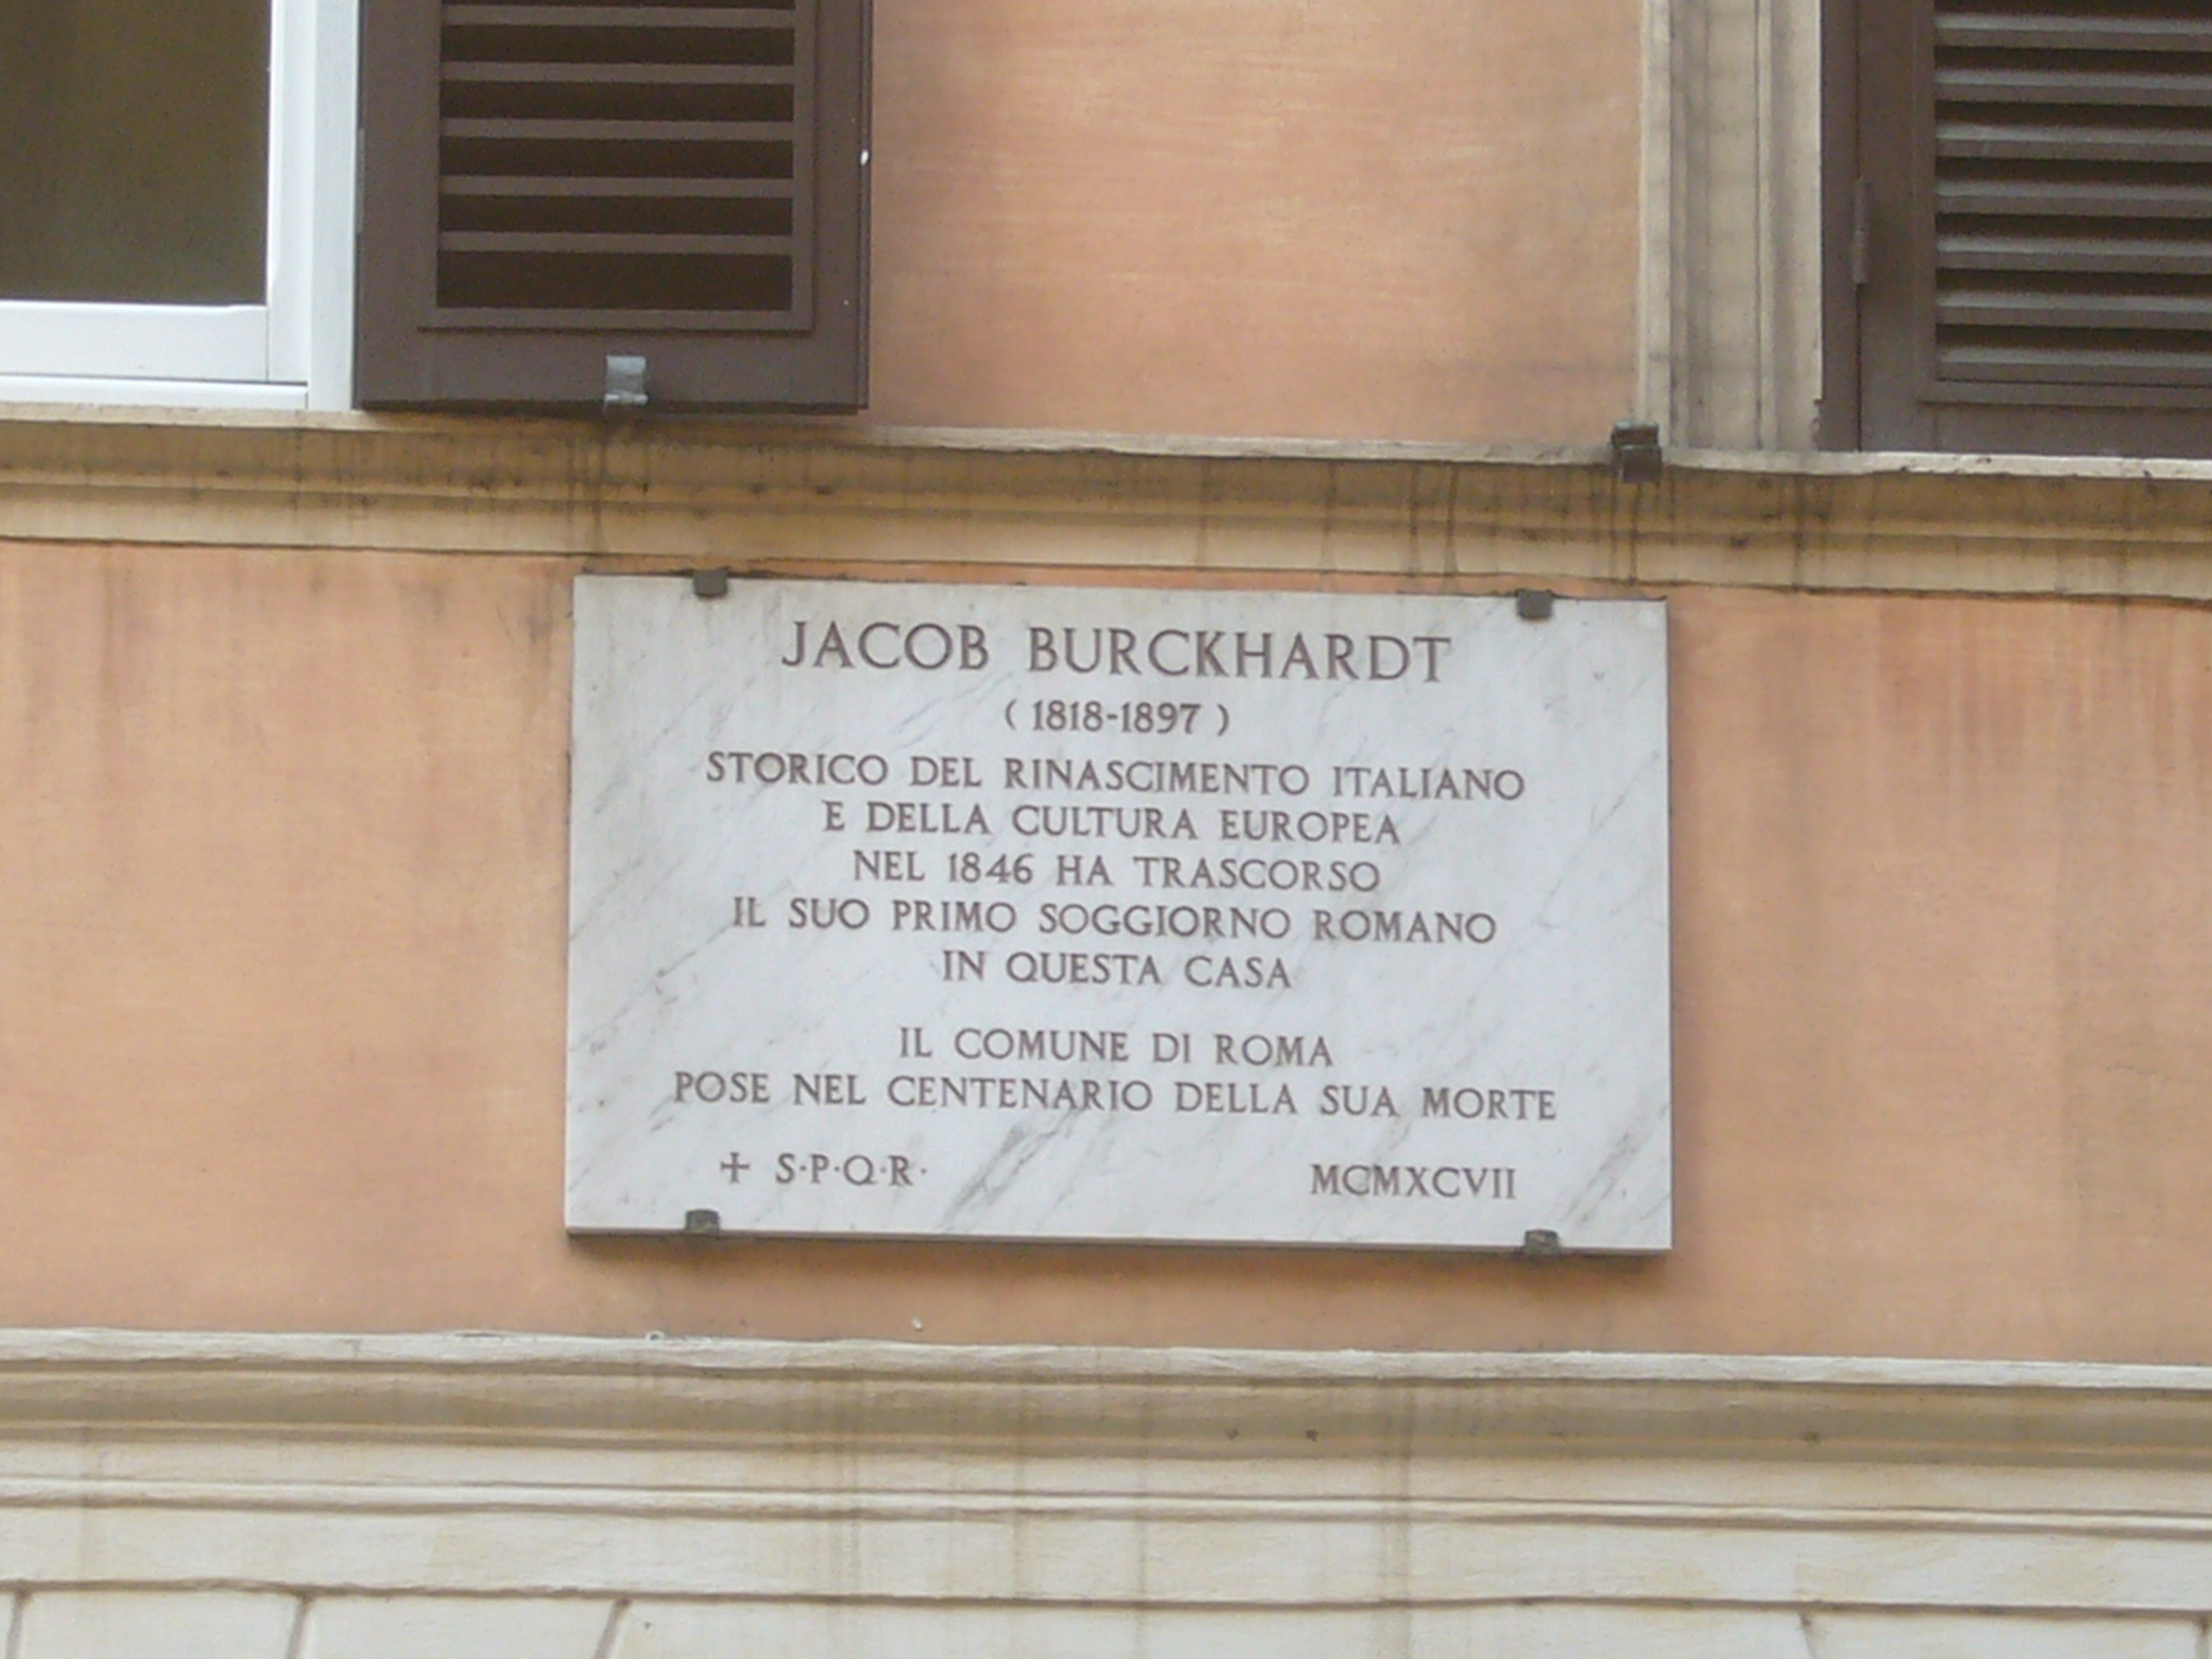 JACOB BURCKHARDT
( 1818-1897 )
STORICO DEL RINASCIMENTO ITALIANO
E DELLA CULTURA EUROPEA
NEL 1846 HA TRASCORSO
IL SUO PRIMO SOGGIORNO ROMANO
IN QUESTA CASA
IL COMUNE DI ROMA
POSE NEL CENTENARIO DELLA SUA MORTE
✢ S·P·Q·R· MCMXCVII